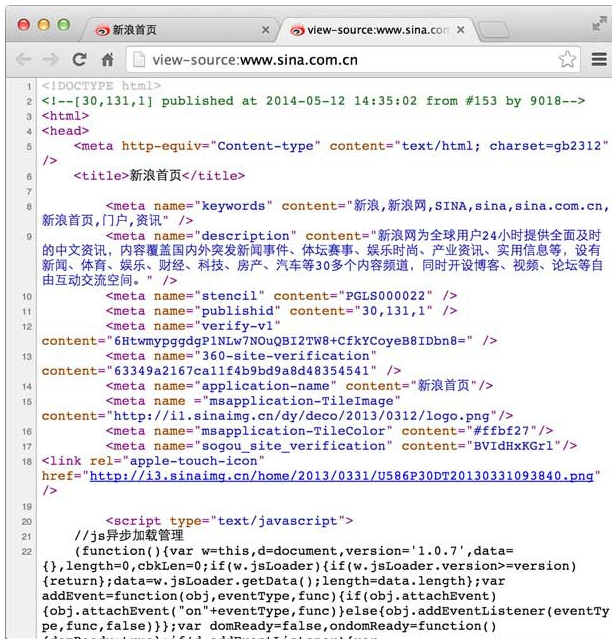 新浪首页
view-source:www.sina.com
view-source:www.sina.com.cn
1 <!DOCTYPE html>
2 <!--[30,131,1] published at 2014-05-12 14:35:02 from #153 by 9018-->
3 <html>
4 <head>
5 <meta http-equiv="Content-type" content="text/html; charset=gb2312"
/>
6 <title>新浪首页</title>
7
8 <meta name="keywords" content="新浪,新浪网,SINA,sina,sina.com.cn,
新浪首页,门户,资讯" />
9 <meta name="description" content="新浪网为全球用户24小时提供全面及时
的中文资讯，内容覆盖国内外突发新闻事件、体坛赛事、娱乐时尚、产业资讯、实用信息等，设有
新闻、体育、娱乐、财经、科技、房产、汽车等30多个内容频道，同时开设博客、视频、论坛等自
由互动交流空间。" />
10 <meta name="stencil" content="PGLS000022" />
11 <meta name="publishid" content="30,131,1" />
12 <meta name="verify-v1"
content="6HtwmypggdgP1NLw7NOuQBI2TW8+CfkYCoyeB8IDbn8=" />
13 <meta name="360-site-verification"
content="63349a2167ca11f4b9bd9a8d48354541" />
14 <meta name="application-name" content="新浪首页"/>
15 <meta name ="msapplication-TileImage"
content="http://i1.sinaimg.cn/dy/deco/2013/0312/logo.png"/>
16 <meta name="msapplication-TileColor" content="#ffbf27"/>
17 <meta name="sogou_site_verification" content="BVIdHxKGrl"/>
18 <link rel="apple-touch-icon"
href="http://i3.sinaimg.cn/home/2013/0331/U586P30DT20130331093840.png"
/>
19
20 <script type="text/javascript">
21 //js异步加载管理
22 (function(){var w=this,d=document,version='1.0.7',data=
{},length=0,cbkLen=0;if(w.jsLoader){if(w.jsLoader.version>=version)
{return};data=w.jsLoader.getData();length=data.length};var
addEvent=function(obj,eventType,func){if(obj.attachEvent)
{obj.attachEvent("on"+eventType,func)}else{obj.addEventListener(eventTy
pe,func,false)}};var domReady=false,ondomReady=function()